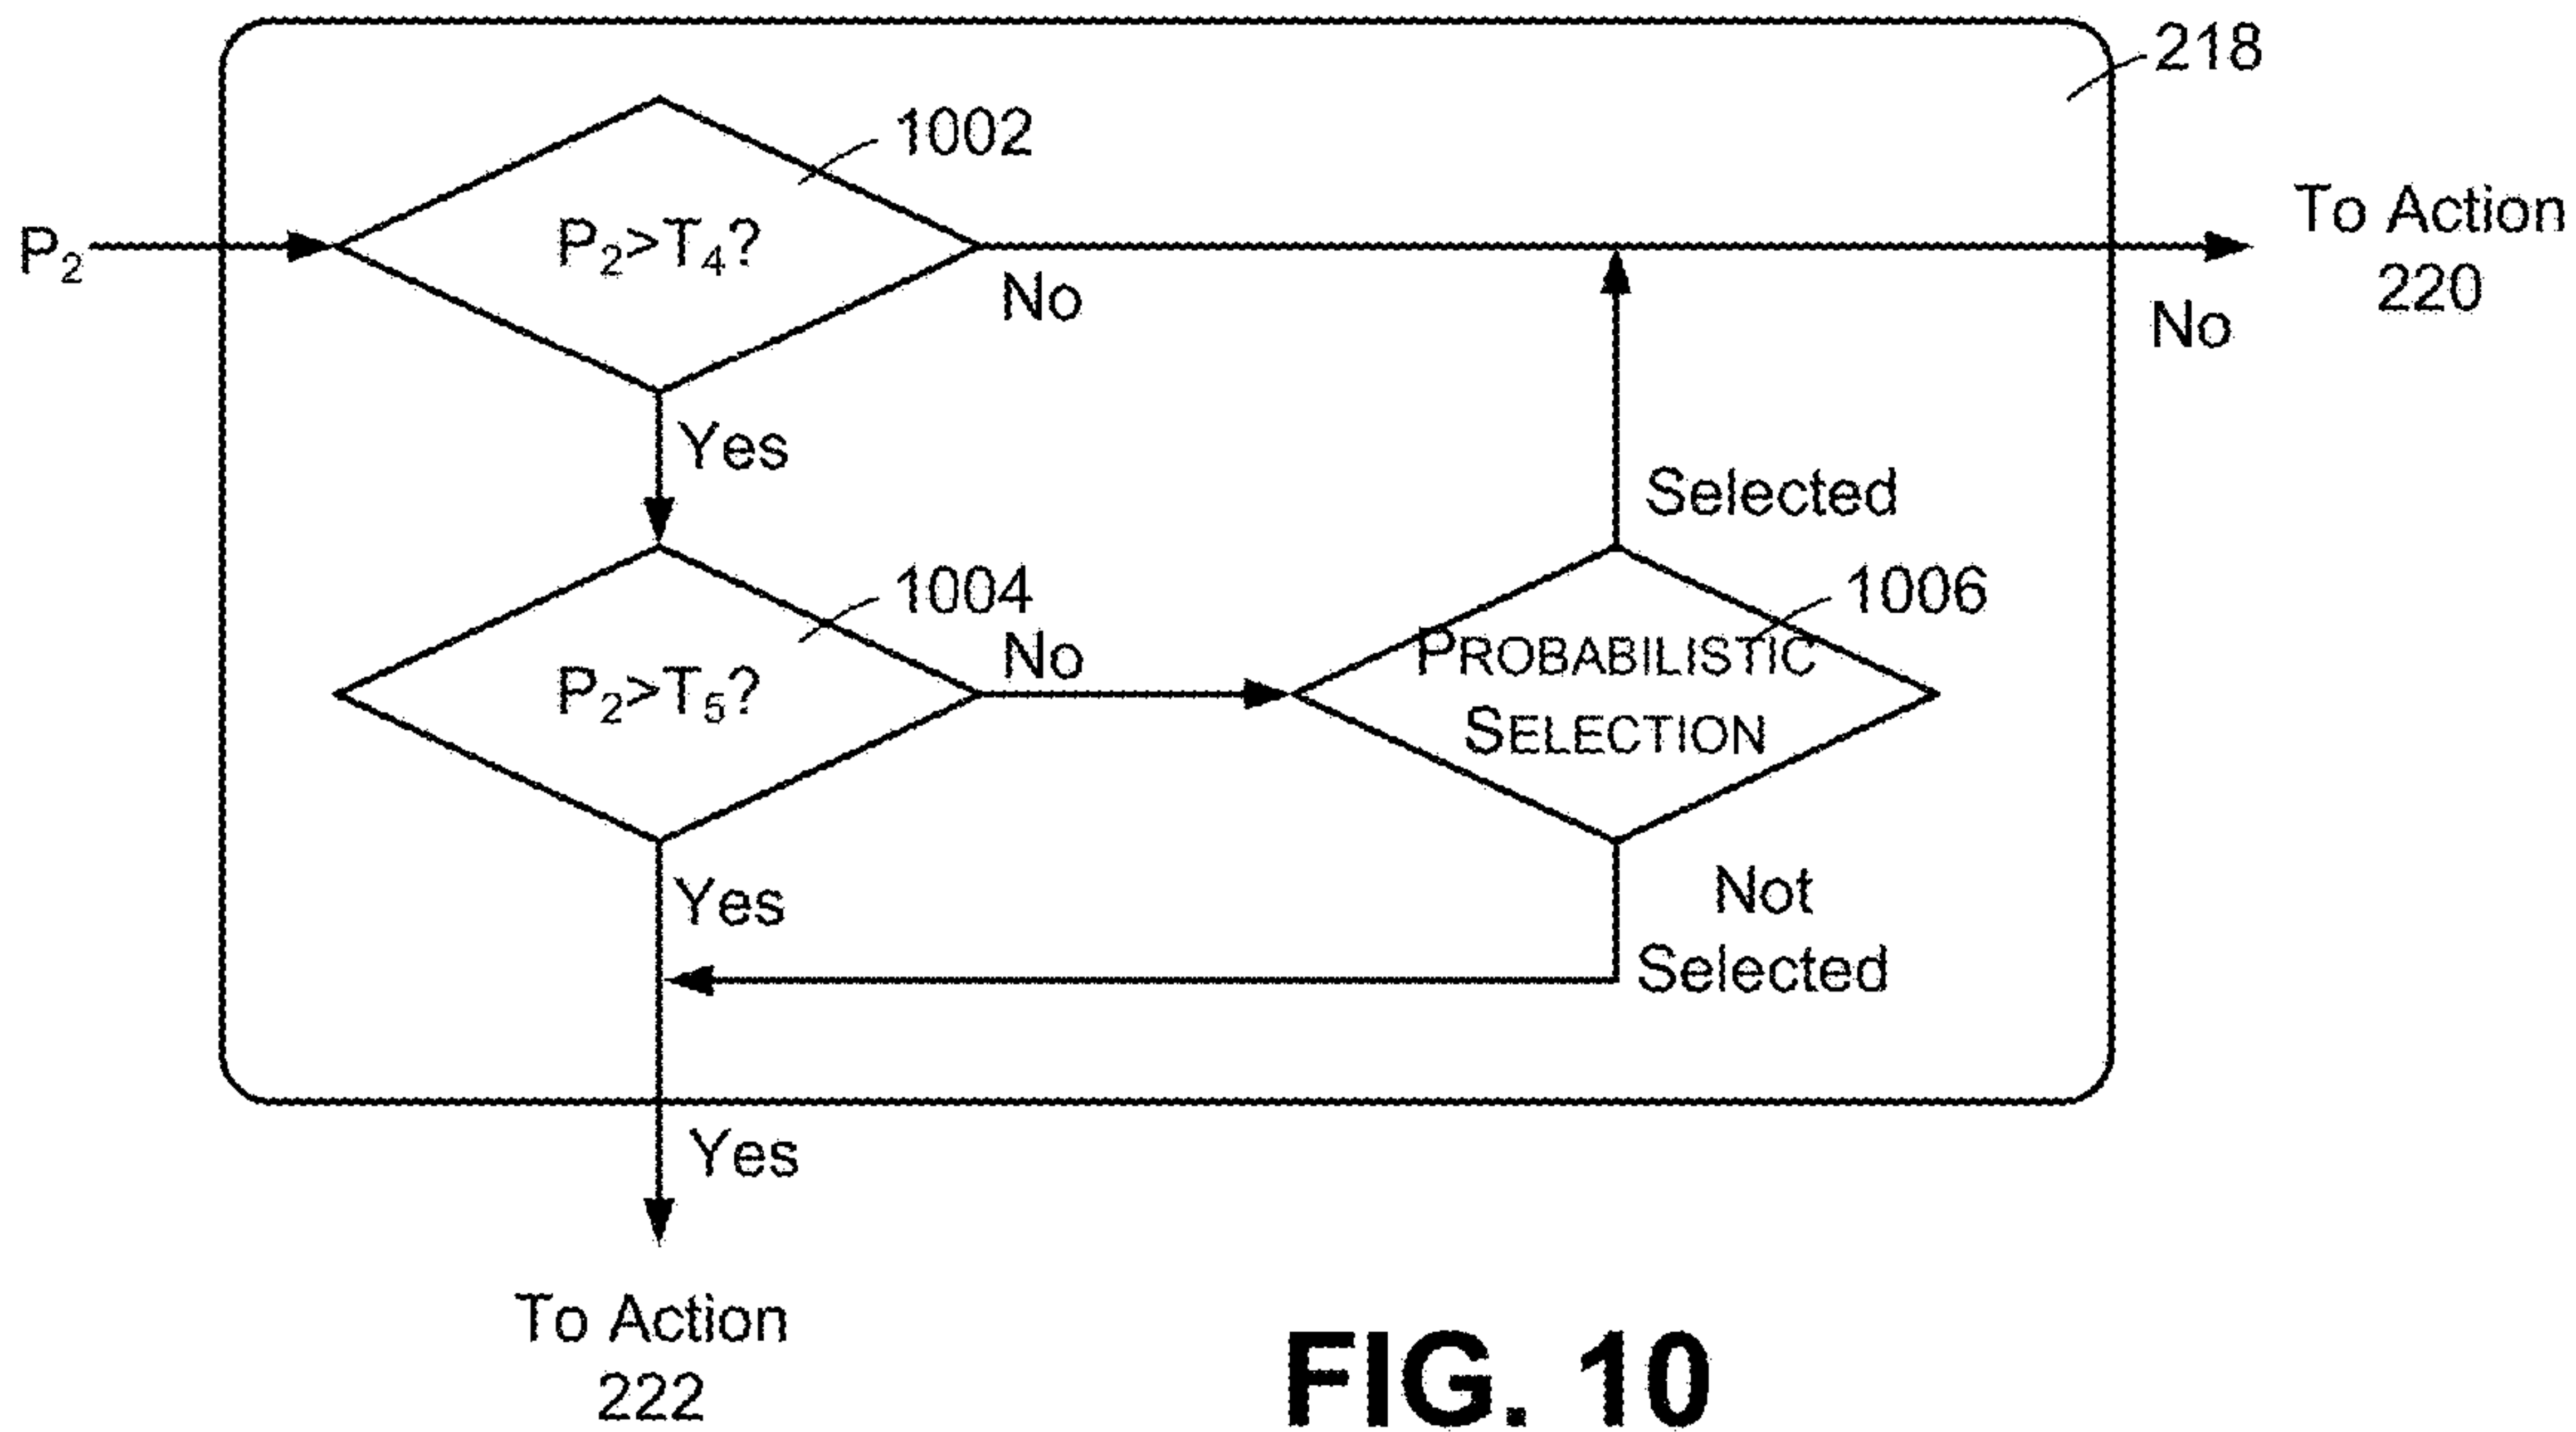 218
1002
P₂
P₂>T₄?
To Action
220
No
No
Yes
Selected
1004
1006
No
P₂>T₅?
PROBABILISTIC
SELECTION
Yes
Not
Selected
Yes
To Action
222
FIG. 10